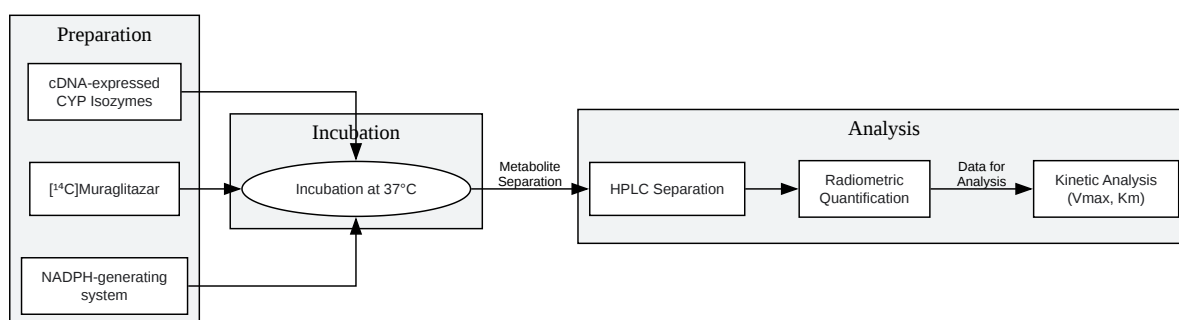 Preparation
cDNA-expressed
CYP Isozymes
[¹⁴C]Muraglitazar
NADPH-generating
system
Incubation
Incubation at 37°C
Metabolite
Separation
Analysis
HPLC Separation
Radiometric
Quantification
Data for
Analysis
Kinetic Analysis
(Vmax, Km)